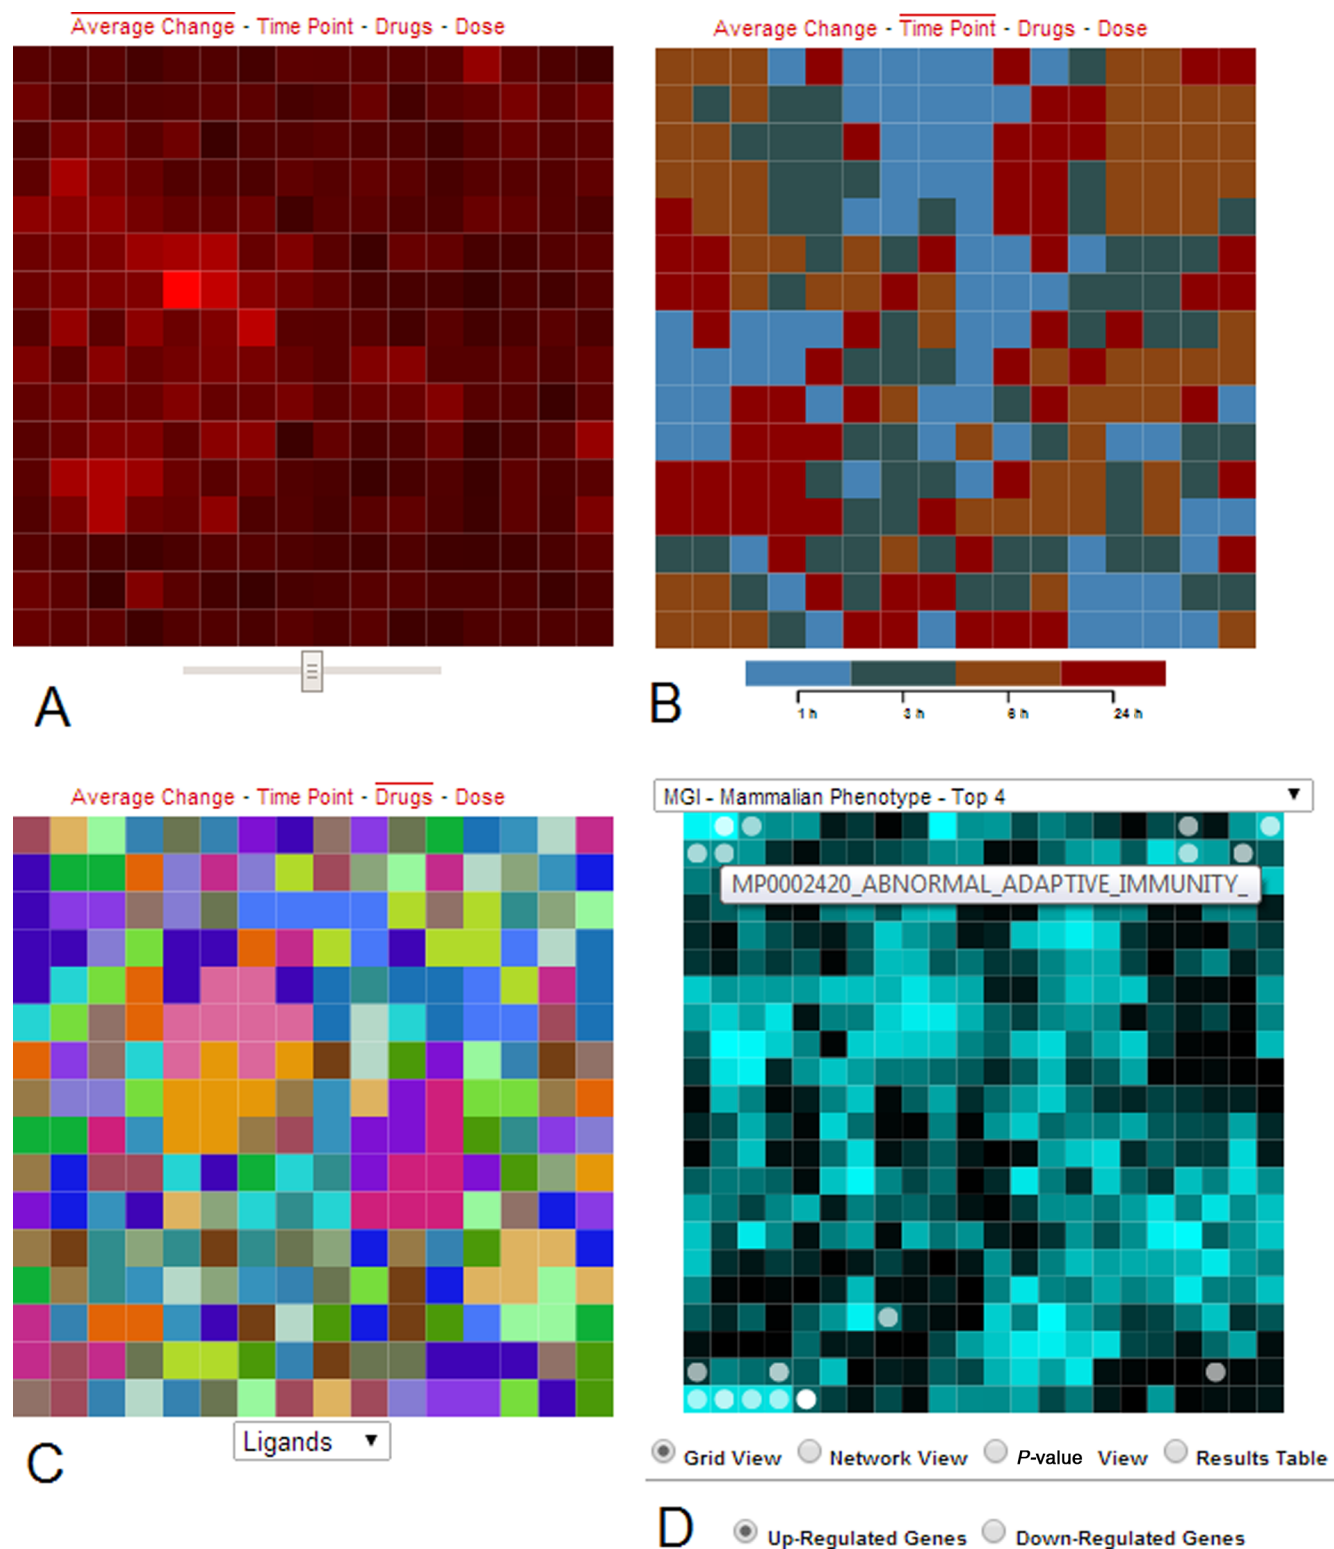 Average Change - Time Point - Drugs - Dose
Average Change - Time Point - Drugs - Dose
A
B
1 h 3 h 6 h 24 h
Average Change - Time Point - Drugs - Dose
MGI - Mammalian Phenotype - Top 4
MP0002420_ABNORMAL_ADAPTIVE_IMMUNITY_
Ligands
C
Grid View Network View P-value View Results Table
D
Up-Regulated Genes Down-Regulated Genes